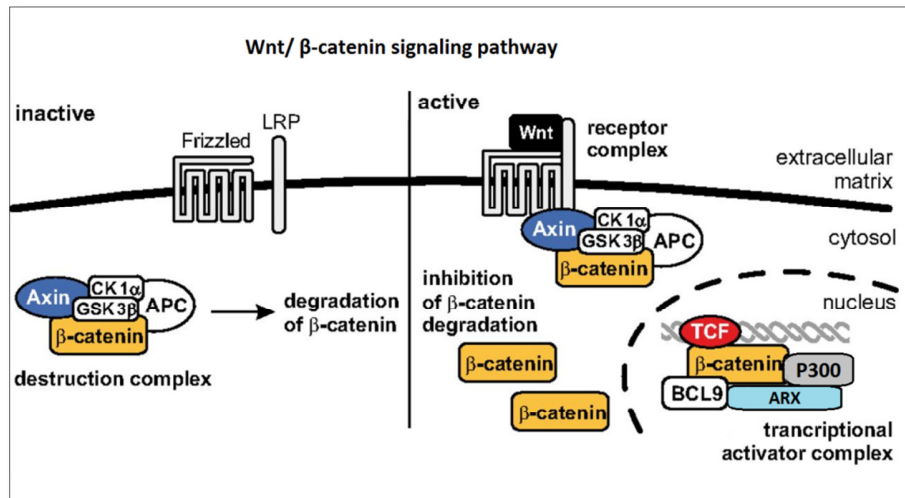 Wnt/ β-catenin signaling pathway
inactive
Frizzled
LRP
Axin
CK1α
GSK3β
APC
β-catenin
destruction complex
degradation
of β-catenin
active
Wnt
receptor
complex
extracellular
matrix
cytosol
Axin
CK1α
GSK3β
APC
β-catenin
inhibition
of β-catenin
degradation
β-catenin
β-catenin
nucleus
TCF
β-catenin
P300
BCL9
ARX
trancriptional
activator complex